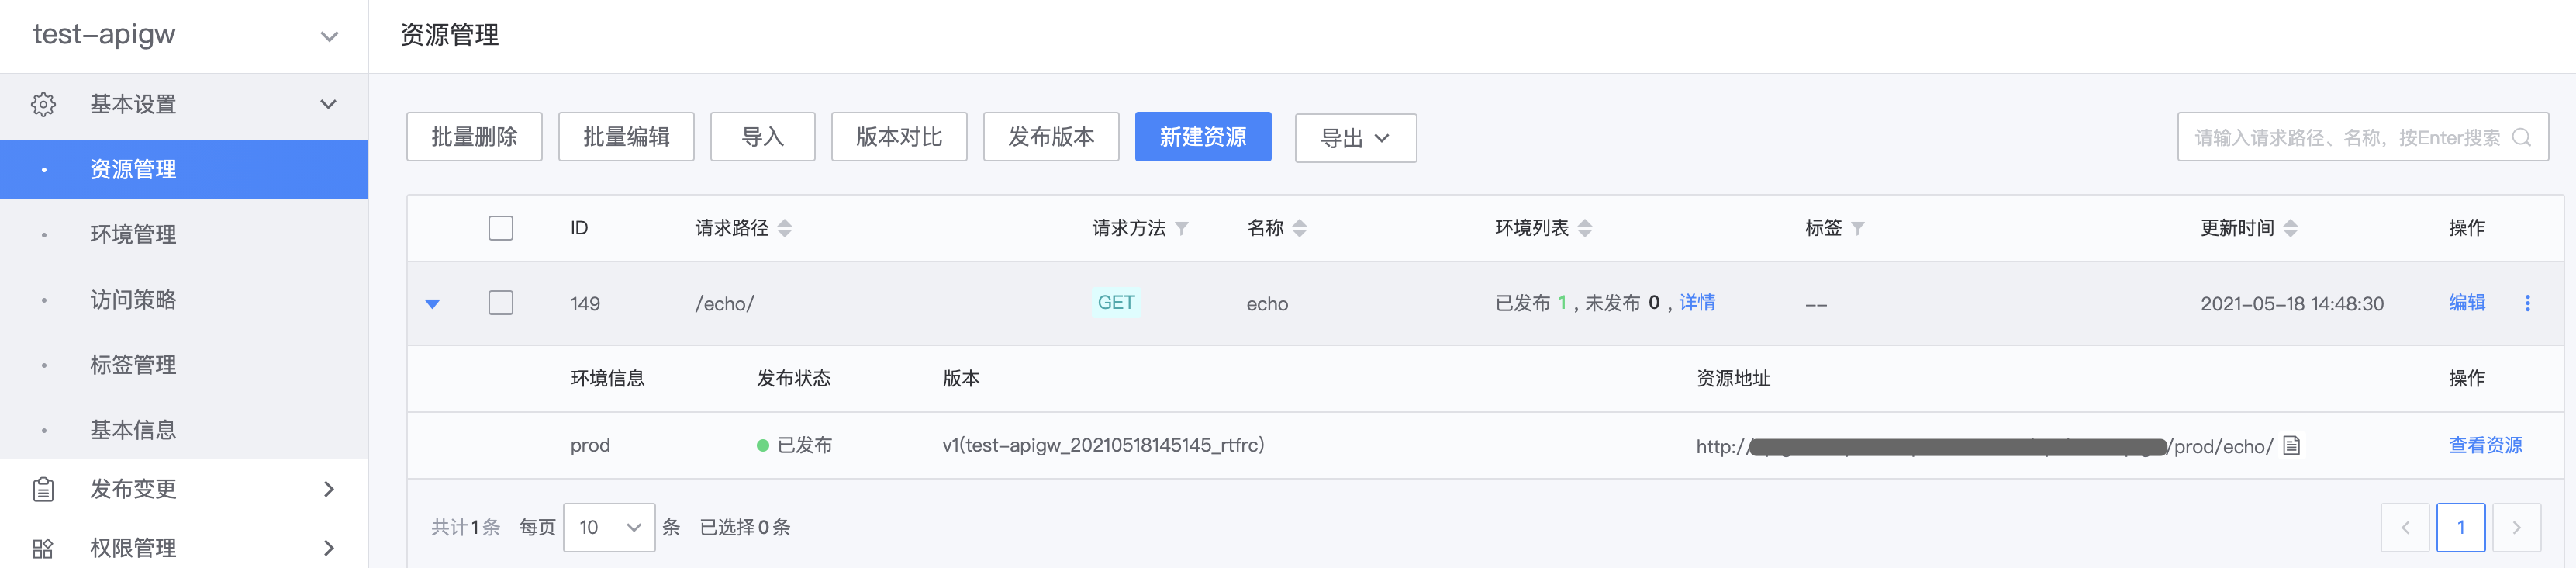 test-apigw
资源管理
基本设置
资源管理
环境管理
访问策略
标签管理
基本信息
发布变更
权限管理
批量删除 批量编辑 导入 版本对比 发布版本 新建资源 导出
请输入请求路径、名称，按Enter搜索
ID 请求路径 请求方法 名称 环境列表 标签 更新时间 操作
149 /echo/ GET echo 已发布 1 , 未发布 0 , 详情 -- 2021-05-18 14:48:30 编辑
环境信息 发布状态 版本 资源地址 操作
prod 已发布 v1(test-apigw_20210518145145_rtfrc) http:// /prod/echo/ 查看资源
共计1条 每页 10 条 已选择0条 1